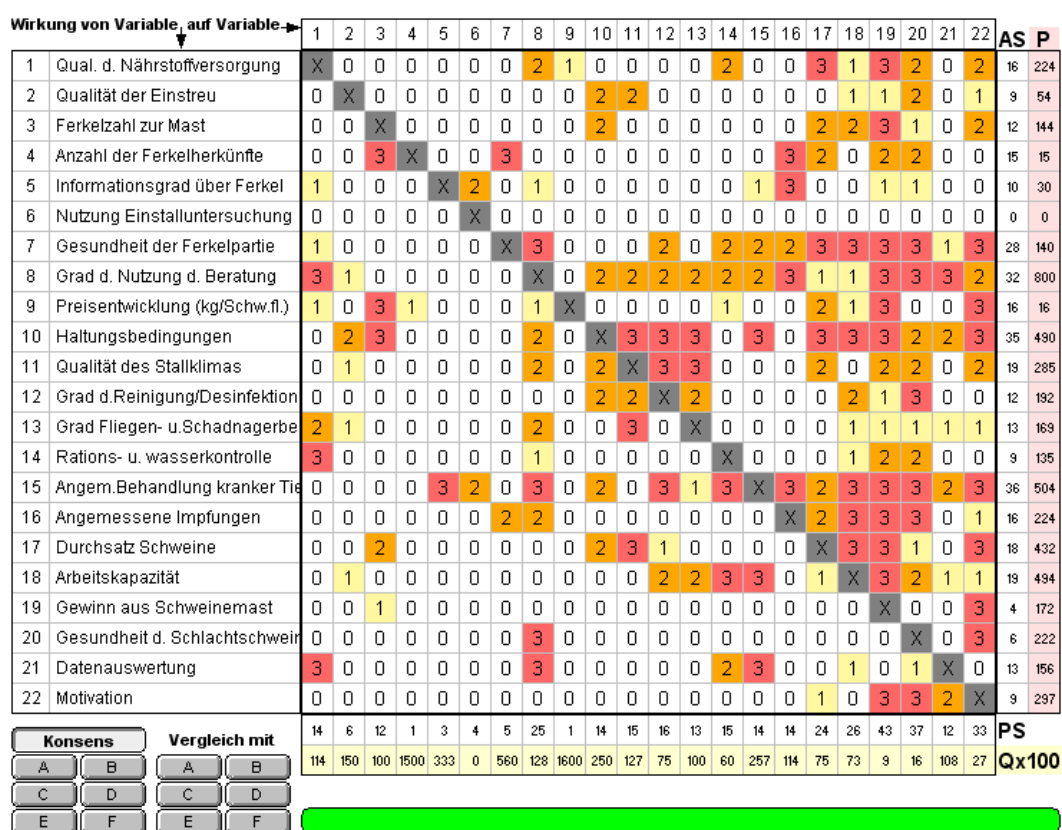 Wirkung von Variable, auf Variable
1 2 3 4 5 6 7 8 9 10 11 12 13 14 15 16 17 18 19 20 21 22 AS P
1 Qual. d. Nährstoffversorgung X 0 0 0 0 0 0 2 1 0 0 0 0 2 0 0 3 1 3 2 0 2 16 224
2 Qualität der Einstreu 0 X 0 0 0 0 0 0 0 2 2 0 0 0 0 0 0 1 1 2 0 1 9 54
3 Ferkelzahl zur Mast 0 0 X 0 0 0 0 0 0 2 0 0 0 0 0 0 2 2 3 1 0 2 12 144
4 Anzahl der Ferkelherkünfte 0 0 3 X 0 0 3 0 0 0 0 0 0 0 0 3 2 0 2 2 0 0 15 15
5 Informationsgrad über Ferkel 1 0 0 0 X 2 0 1 0 0 0 0 0 0 1 3 0 0 1 1 0 0 10 30
6 Nutzung Einstalluntersuchung 0 0 0 0 0 X 0 0 0 0 0 0 0 0 0 0 0 0 0 0 0 0 0 0
7 Gesundheit der Ferkelpartie 1 0 0 0 0 0 X 3 0 0 0 2 0 2 2 2 3 3 3 3 1 3 28 140
8 Grad d. Nutzung d. Beratung 3 1 0 0 0 0 0 X 0 2 2 2 2 2 2 3 1 1 3 3 3 2 32 800
9 Preisentwicklung (kg/Schw.fl.) 1 0 3 1 0 0 0 1 X 0 0 0 0 1 0 0 2 1 3 0 0 3 16 16
10 Haltungsbedingungen 0 2 3 0 0 0 0 2 0 X 3 3 3 0 3 0 3 3 3 2 2 3 35 490
11 Qualität des Stallklimas 0 1 0 0 0 0 0 2 0 2 X 3 3 0 0 0 2 0 2 2 0 2 19 285
12 Grad d.Reinigung/Desinfektion 0 0 0 0 0 0 0 0 0 2 2 X 2 0 0 0 0 2 1 3 0 0 12 192
13 Grad Fliegen- u.Schadnagerbe 2 1 0 0 0 0 0 2 0 0 3 0 X 0 0 0 0 1 1 1 1 1 13 169
14 Rations- u. wasserkontrolle 3 0 0 0 0 0 0 1 0 0 0 0 0 X 0 0 0 1 2 2 0 0 9 135
15 Angem.Behandlung kranker Tie 0 0 0 0 3 2 0 3 0 2 0 3 1 3 X 3 2 3 3 3 2 3 36 504
16 Angemessene Impfungen 0 0 0 0 0 0 2 2 0 0 0 0 0 0 0 X 2 3 3 3 0 1 16 224
17 Durchsatz Schweine 0 0 2 0 0 0 0 0 0 2 3 1 0 0 0 0 X 3 3 1 0 3 18 432
18 Arbeitskapazität 0 1 0 0 0 0 0 0 0 0 0 2 2 3 3 0 1 X 3 2 1 1 19 494
19 Gewinn aus Schweinemast 0 0 1 0 0 0 0 0 0 0 0 0 0 0 0 0 0 0 X 0 0 3 4 172
20 Gesundheit d. Schlachtschweir 0 0 0 0 0 0 0 3 0 0 0 0 0 0 0 0 0 0 0 X 0 3 6 222
21 Datenauswertung 3 0 0 0 0 0 0 3 0 0 0 0 0 2 3 0 0 1 0 1 X 0 13 156
22 Motivation 0 0 0 0 0 0 0 0 0 0 0 0 0 0 0 0 1 0 3 3 2 X 9 297
14 6 12 1 3 4 5 25 1 14 15 16 13 15 14 14 24 26 43 37 12 33 PS
114 150 100 1500 333 0 560 128 1600 250 127 75 100 60 257 114 75 73 9 16 108 27 Qx100
Konsens Vergleich mit
A B A B
C D C D
E F E F